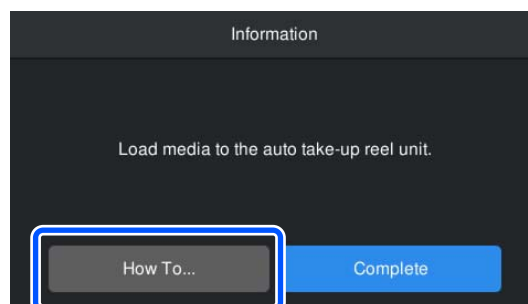 Information
Load media to the auto take-up reel unit.
How To...
Complete